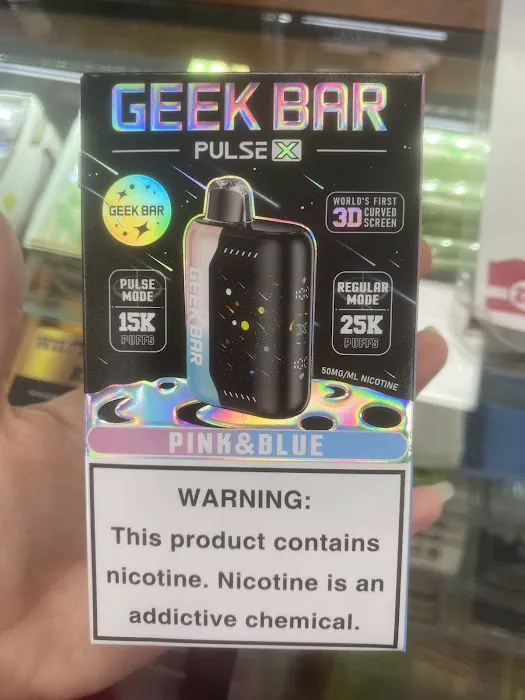 GEEK BAR
PULSE X
GEEK BAR
WORLD'S FIRST
3D CURVED
SCREEN
PULSE
MODE
15K
PUFFS
GEEK BAR
REGULAR
MODE
25K
PUFFS
50MG/ML NICOTINE
PINK&BLUE
WARNING:
This product contains
nicotine. Nicotine is an
addictive chemical.